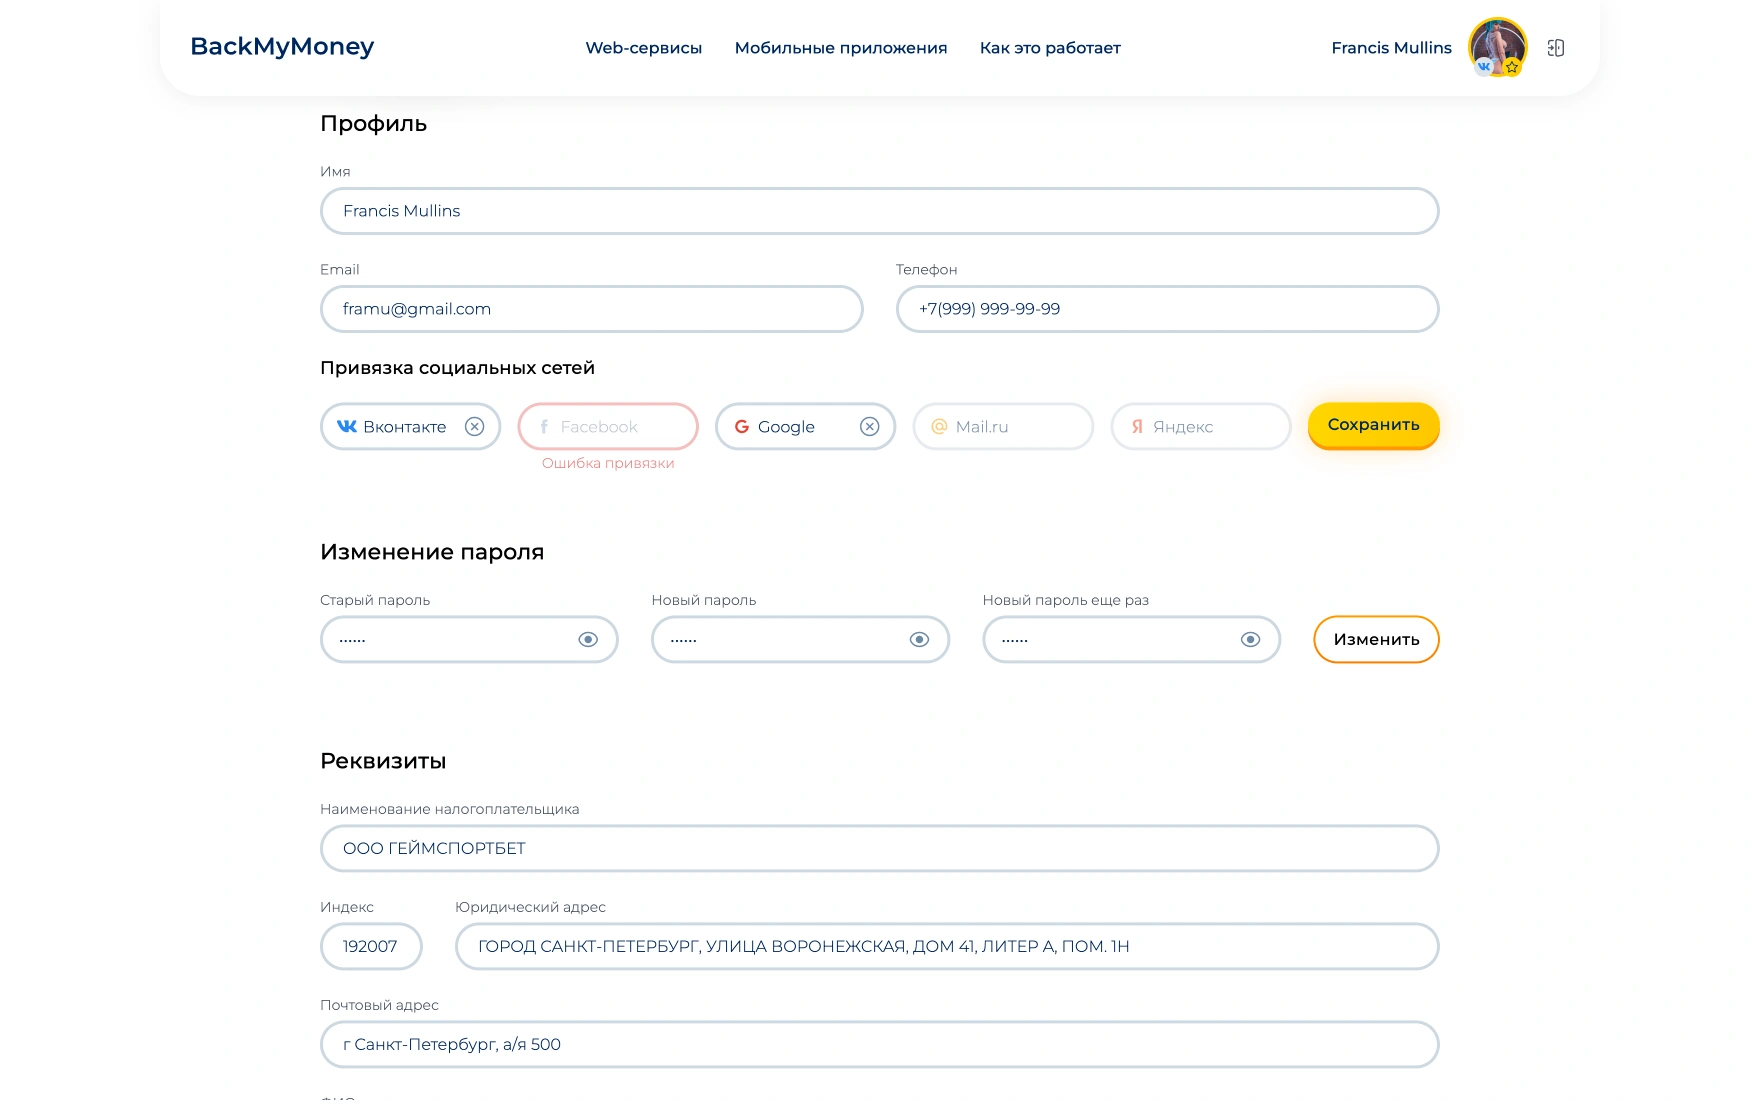 BackMyMoney
Web-сервисы
Мобильные приложения
Как это работает
Francis Mullins
Профиль
Имя
Francis Mullins
Email
Телефон
framu@gmail.com
+7(999) 999-99-99
Привязка социальных сетей
Вконтакте
Facebook
Google
Mail.ru
Яндекс
Сохранить
Ошибка привязки
Изменение пароля
Старый пароль
Новый пароль
Новый пароль еще раз
Изменить
Реквизиты
Наименование налогоплательщика
ООО ГЕЙМСПОРТБЕТ
Индекс
Юридический адрес
192007
ГОРОД САНКТ-ПЕТЕРБУРГ, УЛИЦА ВОРОНЕЖСКАЯ, ДОМ 41, ЛИТЕР А, ПОМ. 1Н
Почтовый адрес
г Санкт-Петербург, а/я 500